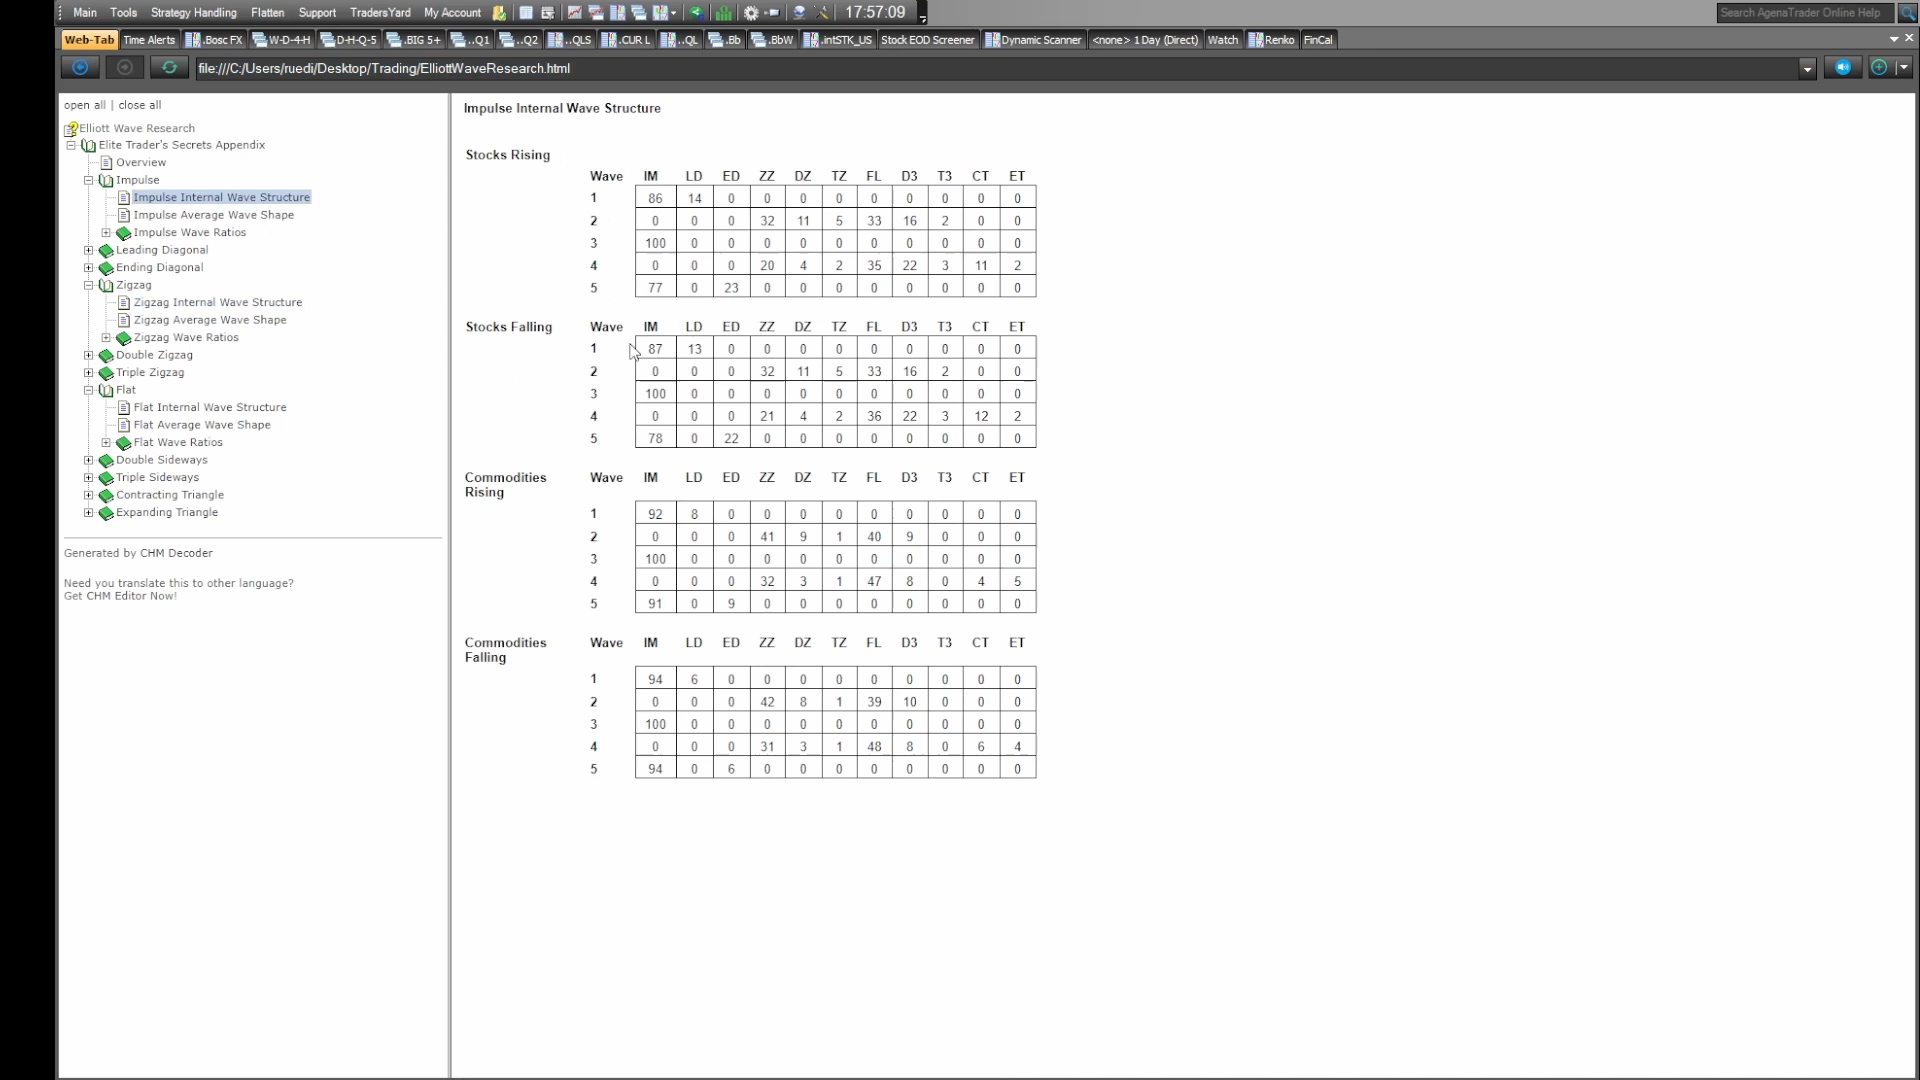 Main Tools Strategy Handling Flatten Support TradersYard My Account 17:57:09 Search AgenaTrader Online Help
Web-Tab Time Alerts .Bosc FX W-D-4-H D-H-Q-5 .BIG 5+ ..Q1 ..Q2 ..QLS .CUR L ..QL .Bb .BbW .intSTK_US Stock EOD Screener Dynamic Scanner <none> 1 Day (Direct) Watch Renko FinCal
file:///C:/Users/ruedi/Desktop/Trading/ElliottWaveResearch.html
open all | close all
Elliott Wave Research
Elite Trader's Secrets Appendix
Overview
Impulse
Impulse Internal Wave Structure
Impulse Average Wave Shape
Impulse Wave Ratios
Leading Diagonal
Ending Diagonal
Zigzag
Zigzag Internal Wave Structure
Zigzag Average Wave Shape
Zigzag Wave Ratios
Double Zigzag
Triple Zigzag
Flat
Flat Internal Wave Structure
Flat Average Wave Shape
Flat Wave Ratios
Double Sideways
Triple Sideways
Contracting Triangle
Expanding Triangle
Generated by CHM Decoder
Need you translate this to other language?
Get CHM Editor Now!
Impulse Internal Wave Structure
Stocks Rising
Wave IM LD ED ZZ DZ TZ FL D3 T3 CT ET
1 86 14 0 0 0 0 0 0 0 0 0
2 0 0 0 32 11 5 33 16 2 0 0
3 100 0 0 0 0 0 0 0 0 0 0
4 0 0 0 20 4 2 35 22 3 11 2
5 77 0 23 0 0 0 0 0 0 0 0
Stocks Falling Wave IM LD ED ZZ DZ TZ FL D3 T3 CT ET
1 87 13 0 0 0 0 0 0 0 0 0
2 0 0 0 32 11 5 33 16 2 0 0
3 100 0 0 0 0 0 0 0 0 0 0
4 0 0 0 21 4 2 36 22 3 12 2
5 78 0 22 0 0 0 0 0 0 0 0
Commodities Wave IM LD ED ZZ DZ TZ FL D3 T3 CT ET
Rising
1 92 8 0 0 0 0 0 0 0 0 0
2 0 0 0 41 9 1 40 9 0 0 0
3 100 0 0 0 0 0 0 0 0 0 0
4 0 0 0 32 3 1 47 8 0 4 5
5 91 0 9 0 0 0 0 0 0 0 0
Commodities Wave IM LD ED ZZ DZ TZ FL D3 T3 CT ET
Falling
1 94 6 0 0 0 0 0 0 0 0 0
2 0 0 0 42 8 1 39 10 0 0 0
3 100 0 0 0 0 0 0 0 0 0 0
4 0 0 0 31 3 1 48 8 0 6 4
5 94 0 6 0 0 0 0 0 0 0 0